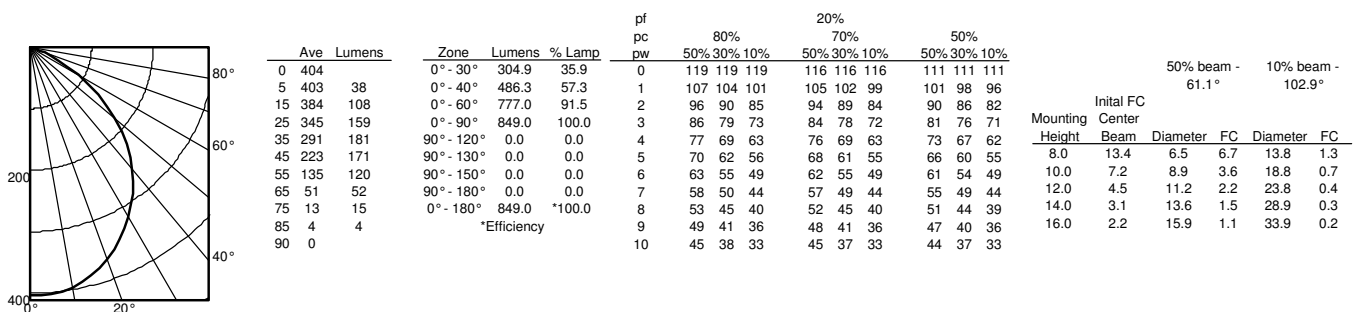 80°
60°
200
40°
400
0° 20°
Ave Lumens
0 404
5 403 38
15 384 108
25 345 159
35 291 181
45 223 171
55 135 120
65 51 52
75 13 15
85 4 4
90 0
Zone Lumens % Lamp
0°- 30° 304.9 35.9
0°- 40° 486.3 57.3
0°- 60° 777.0 91.5
0°- 90° 849.0 100.0
90°- 120° 0.0 0.0
90°- 130° 0.0 0.0
90°- 150° 0.0 0.0
90°- 180° 0.0 0.0
0°- 180° 849.0 *100.0
*Efficiency
pf 20%
pc 80% 70% 50%
pw 50% 30% 10% 50% 30% 10% 50% 30% 10%
0 119 119 119 116 116 116 111 111 111
1 107 104 101 105 102 99 101 98 96
2 96 90 85 94 89 84 90 86 82
3 86 79 73 84 78 72 81 76 71
4 77 69 63 76 69 63 73 67 62
5 70 62 56 68 61 55 66 60 55
6 63 55 49 62 55 49 61 54 49
7 58 50 44 57 49 44 55 49 44
8 53 45 40 52 45 40 51 44 39
9 49 41 36 48 41 36 47 40 36
10 45 38 33 45 37 33 44 37 33
50% beam - 10% beam -
61.1° 102.9°
Inital FC
Mounting Center
Height Beam Diameter FC Diameter FC
8.0 13.4 6.5 6.7 13.8 1.3
10.0 7.2 8.9 3.6 18.8 0.7
12.0 4.5 11.2 2.2 23.8 0.4
14.0 3.1 13.6 1.5 28.9 0.3
16.0 2.2 15.9 1.1 33.9 0.2